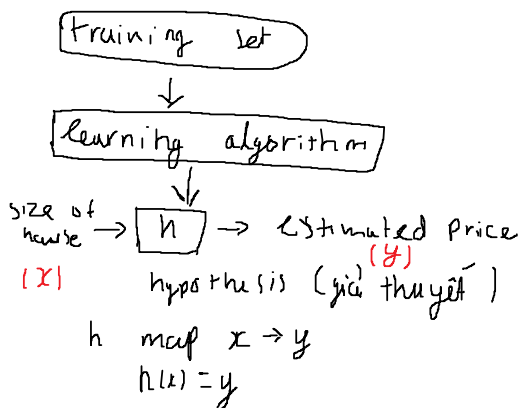 training set
learning algorithm
size of
house → h → estimated price
(x) (y)
hypothesis (giả thuyết)
h map x → y
h(x) = y